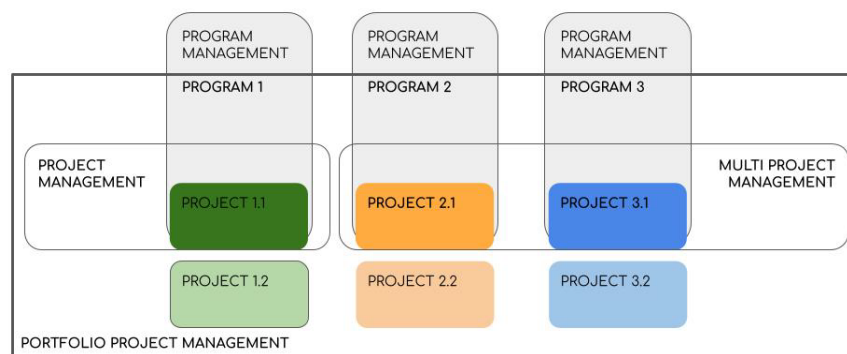 PROGRAM
MANAGEMENT
PROGRAM 1
PROGRAM
MANAGEMENT
PROGRAM 2
PROGRAM
MANAGEMENT
PROGRAM 3
PROJECT
MANAGEMENT
MULTI PROJECT
MANAGEMENT
PROJECT 1.1
PROJECT 2.1
PROJECT 3.1
PROJECT 1.2
PROJECT 2.2
PROJECT 3.2
PORTFOLIO PROJECT MANAGEMENT